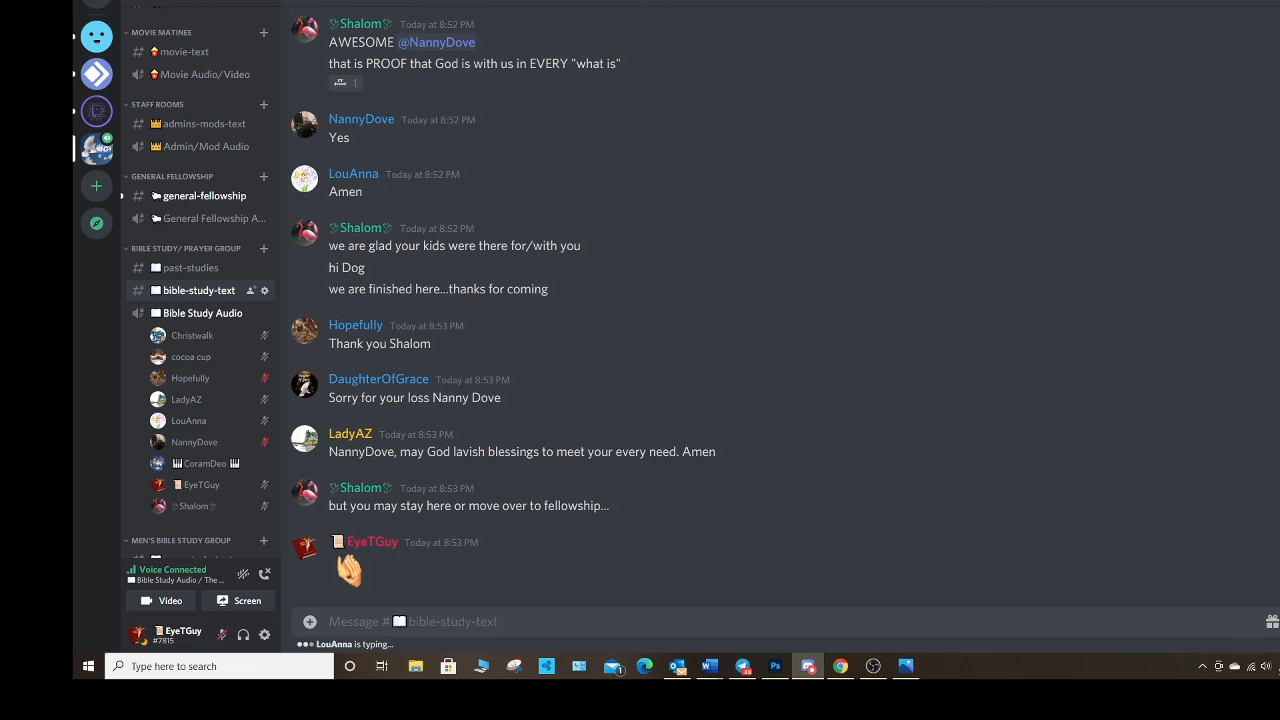 MOVIE MATINEE
movie-text
Movie Audio/Video
STAFF ROOMS
admins-mods-text
Admin/Mod Audio
GENERAL FELLOWSHIP
general-fellowship
General Fellowship A...
BIBLE STUDY/ PRAYER GROUP
past-studies
bible-study-text
Bible Study Audio
Christwalk
cocoa cup
Hopefully
LadyAZ
LouAnna
NannyDove
CoramDeo
EyeTGuy
Shalom
MEN'S BIBLE STUDY GROUP
Voice Connected
Bible Study Audio / The ...
Video
Screen
EyeTGuy
#7815
Shalom Today at 8:52 PM
AWESOME @NannyDove
that is PROOF that God is with us in EVERY "what is"
1
NannyDove Today at 8:52 PM
Yes
LouAnna Today at 8:52 PM
Amen
Shalom Today at 8:52 PM
we are glad your kids were there for/with you
hi Dog
we are finished here...thanks for coming
Hopefully Today at 8:53 PM
Thank you Shalom
DaughterOfGrace Today at 8:53 PM
Sorry for your loss Nanny Dove
LadyAZ Today at 8:53 PM
NannyDove, may God lavish blessings to meet your every need. Amen
Shalom Today at 8:53 PM
but you may stay here or move over to fellowship...
EyeTGuy Today at 8:53 PM
Message # bible-study-text
LouAnna is typing...
Type here to search